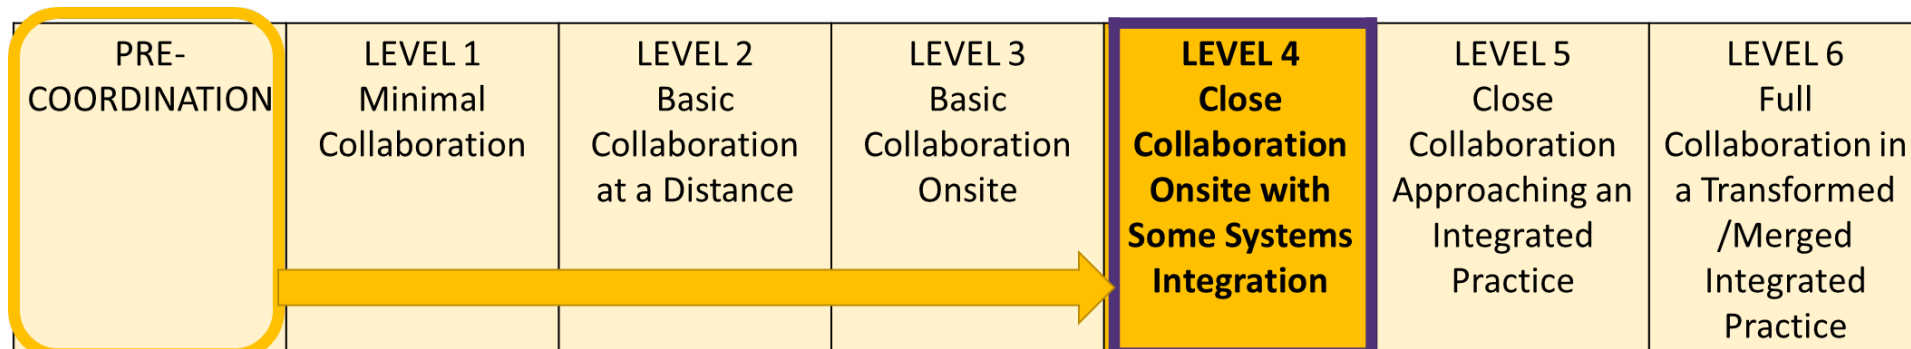 PRE-
COORDINATION
LEVEL 1
Minimal
Collaboration
LEVEL 2
Basic
Collaboration
at a Distance
LEVEL 3
Basic
Collaboration
Onsite
LEVEL 4
Close
Collaboration
Onsite with
Some Systems
Integration
LEVEL 5
Close
Collaboration
Approaching an
Integrated
Practice
LEVEL 6
Full
Collaboration in
a Transformed
/Merged
Integrated
Practice